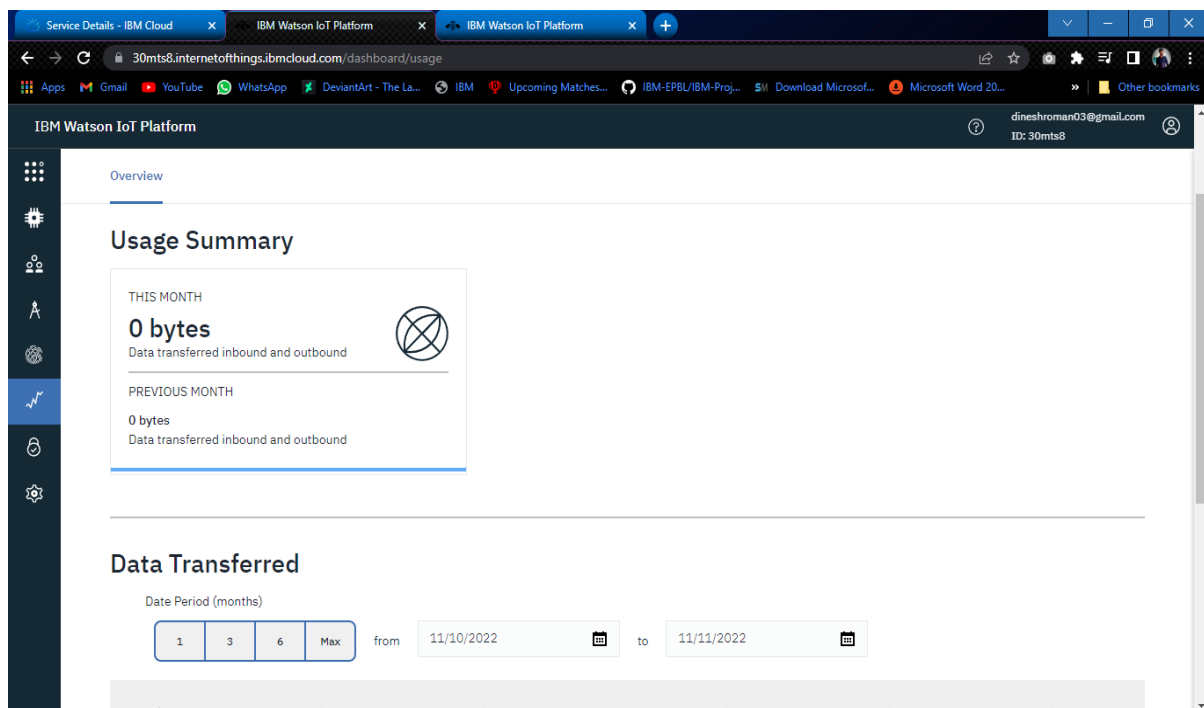 Service Details - IBM Cloud
IBM Watson IoT Platform
IBM Watson IoT Platform
30mts8.internetofthings.ibmcloud.com/dashboard/usage
Apps
Gmail
YouTube
WhatsApp
DeviantArt - The La...
IBM
Upcoming Matches...
IBM-EPBL/IBM-Proj...
Download Microsof...
Microsoft Word 20...
»
Other bookmarks
IBM Watson IoT Platform
dineshroman03@gmail.com
ID: 30mts8
Overview
Usage Summary
THIS MONTH
0 bytes
Data transferred inbound and outbound
PREVIOUS MONTH
0 bytes
Data transferred inbound and outbound
Data Transferred
Date Period (months)
1 3 6 Max from 11/10/2022 to 11/11/2022